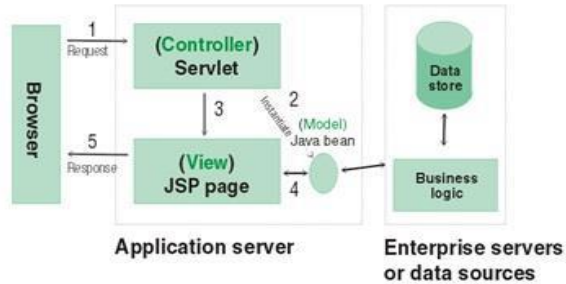 Browser
1
Request
(Controller)
Servlet
3
2
Instantiate
(Model)
Java bean
5
Response
(View)
JSP page
4
Data
store
Business
logic
Application server
Enterprise servers
or data sources